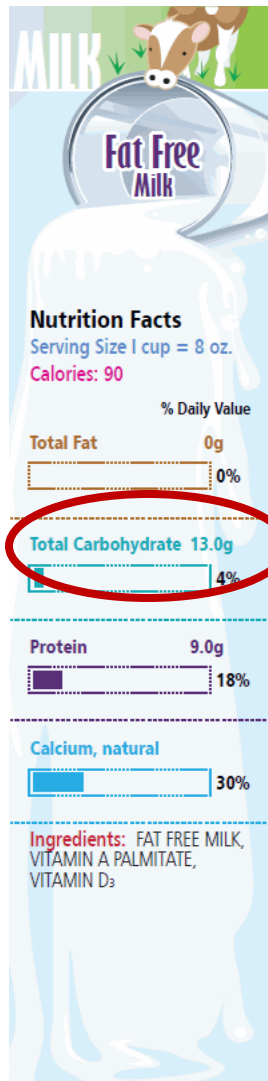 MILK
Fat Free
Milk
Nutrition Facts
Serving Size I cup = 8 oz.
Calories: 90
% Daily Value
Total Fat 0g
0%
Total Carbohydrate 13.0g
4%
Protein 9.0g
18%
Calcium, natural
30%
Ingredients: FAT FREE MILK,
VITAMIN A PALMITATE,
VITAMIN D3